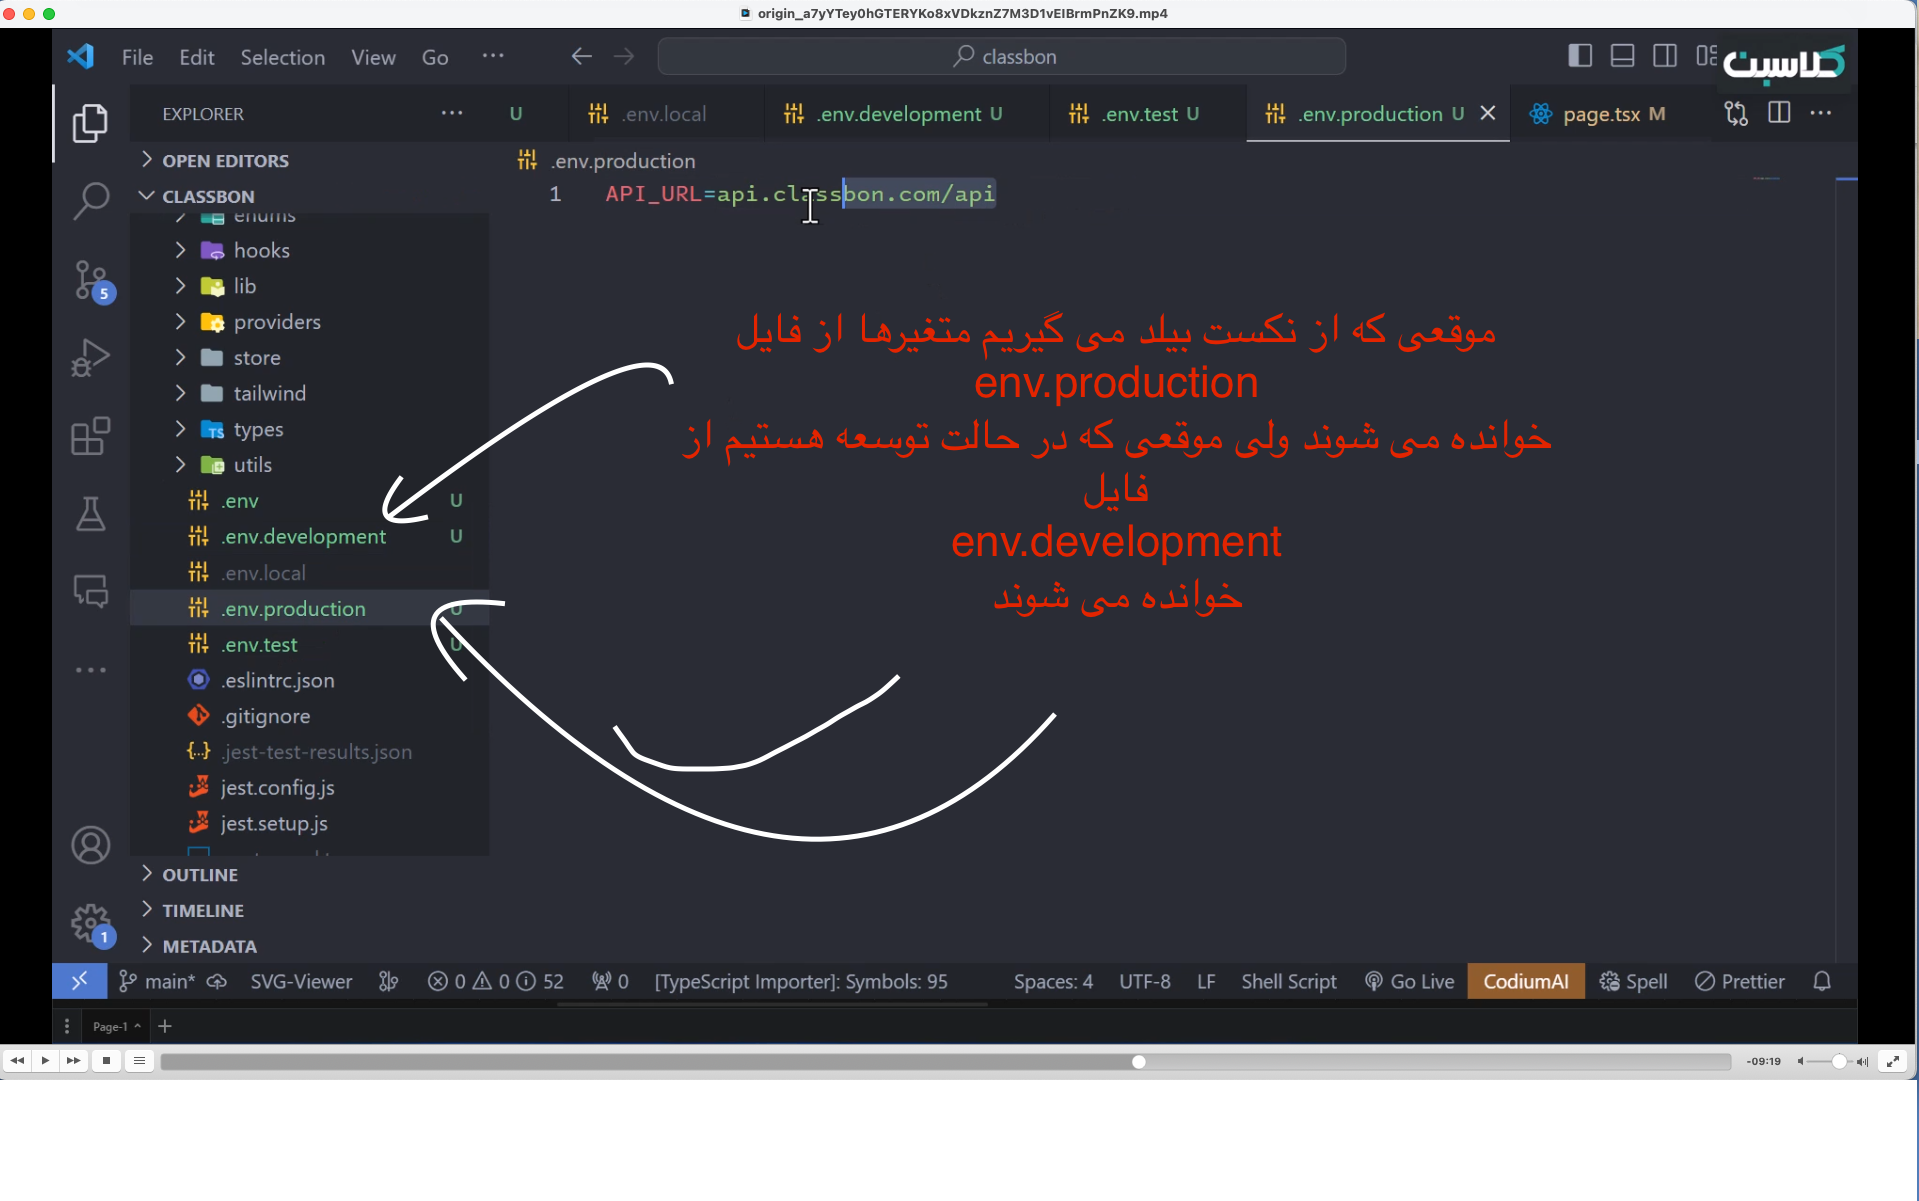 origin_a7yYTey0hGTERYKo8xVDkznZ7M3D1vEIBrmPnZK9.mp4
File Edit Selection View Go ··· classbon
کلاسبن
EXPLORER ···
U .env.local .env.development U .env.test U .env.production U page.tsx M
OPEN EDITORS
.env.production
CLASSBON
1 API_URL=api.classbon.com/api
enums
hooks
lib
providers
store
tailwind
types
utils
.env U
.env.development U
.env.local
.env.production U
.env.test U
.eslintrc.json
.gitignore
.jest-test-results.json
jest.config.js
jest.setup.js
موقعی که از نکست بیلد می گیریم متغیرها از فایل
env.production
خوانده می شوند ولی موقعی که در حالت توسعه هستیم از
فایل
env.development
خوانده می شوند
5
OUTLINE
TIMELINE
METADATA
1
main* SVG-Viewer 0 0 52 0 [TypeScript Importer]: Symbols: 95 Spaces: 4 UTF-8 LF Shell Script Go Live CodiumAI Spell Prettier
Page-1
-09:19